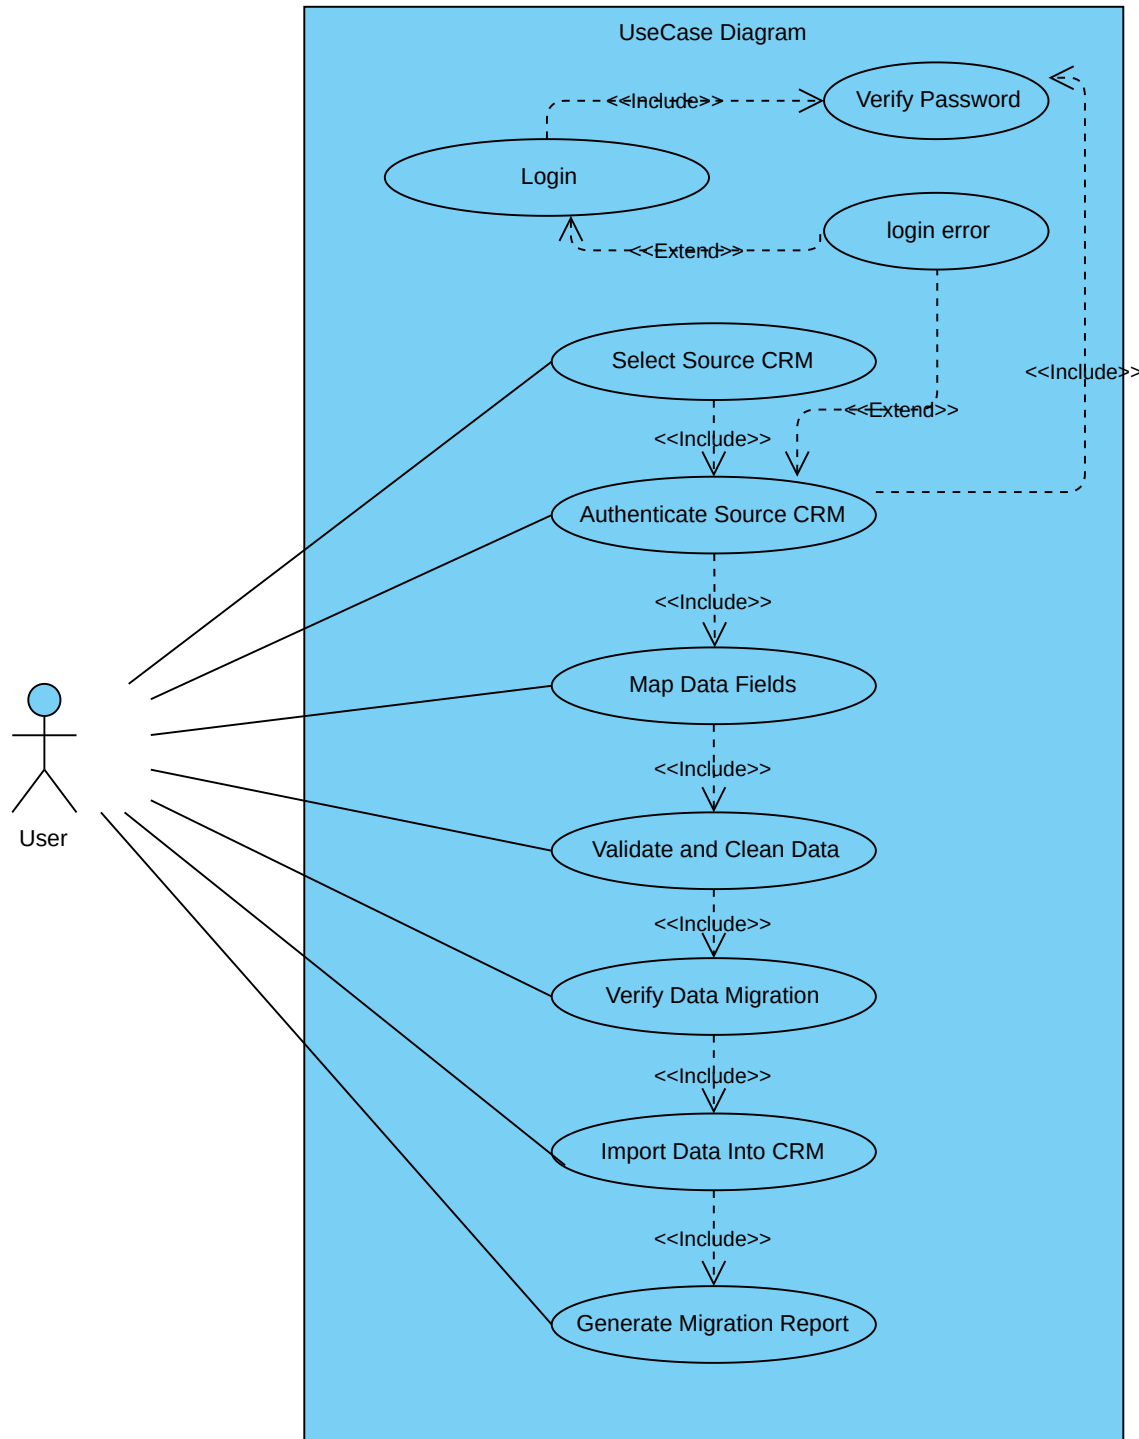 UseCase Diagram
<<Include>>
Verify Password
Login
login error
<<Extend>>
Select Source CRM
<<Include>>
<<Extend>>
<<Include>>
Authenticate Source CRM
<<Include>>
Map Data Fields
User
<<Include>>
Validate and Clean Data
<<Include>>
Verify Data Migration
<<Include>>
Import Data Into CRM
<<Include>>
Generate Migration Report